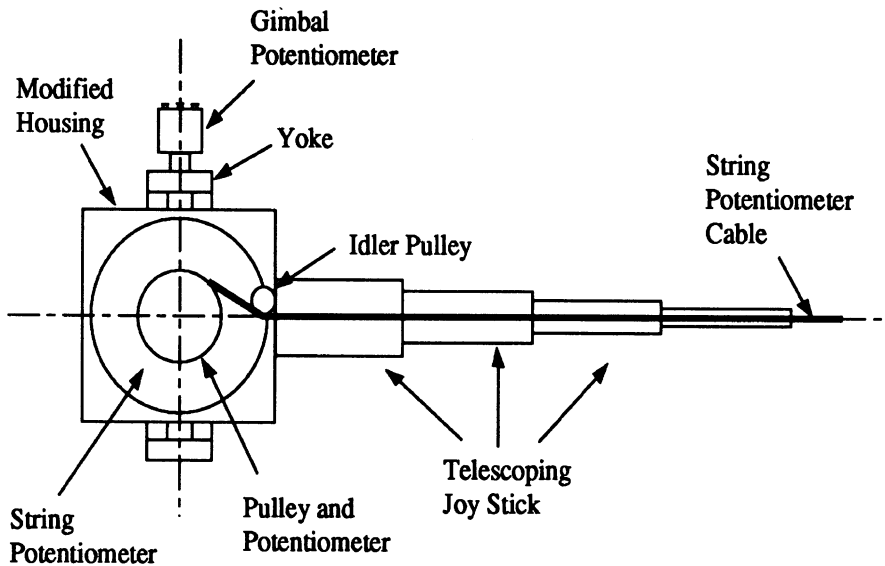 Gimbal
Potentiometer
Modified
Housing
Yoke
String
Potentiometer
Cable
Idler Pulley
Telescoping
Joy Stick
String
Potentiometer
Pulley and
Potentiometer